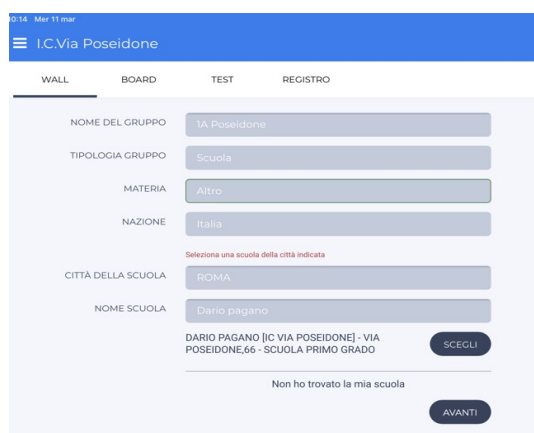 10:14 Mer 11 mar
I.C.Via Poseidone
WALL BOARD TEST REGISTRO
NOME DEL GRUPPO 1A Poseidone
TIPOLOGIA GRUPPO Scuola
MATERIA Altro
NAZIONE Italia
Seleziona una scuola della città indicata
CITTÀ DELLA SCUOLA ROMA
NOME SCUOLA Dario pagano
DARIO PAGANO [IC VIA POSEIDONE] - VIA
POSEIDONE,66 - SCUOLA PRIMO GRADO
SCEGLI
Non ho trovato la mia scuola
AVANTI